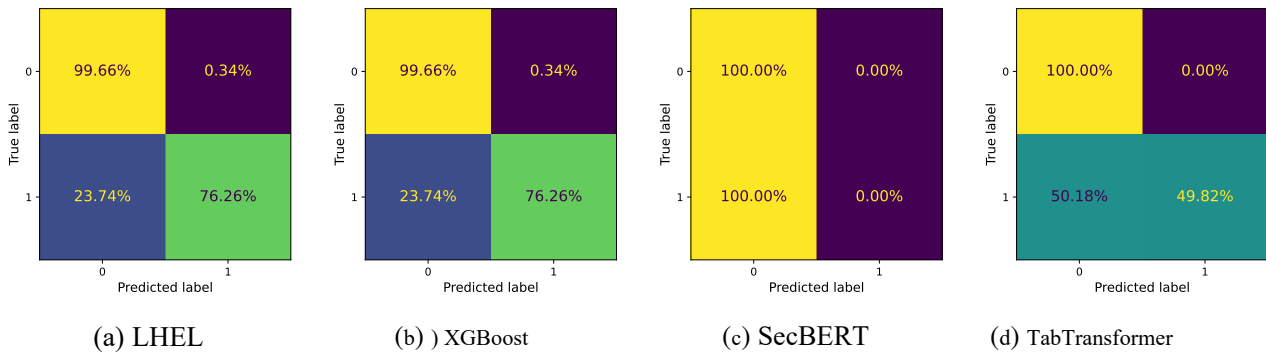 99.66% 0.34%
23.74% 76.26%
True label
0
1
0 1
Predicted label
(a) LHEL
99.66% 0.34%
23.74% 76.26%
True label
0
1
0 1
Predicted label
(b) ) XGBoost
100.00% 0.00%
100.00% 0.00%
True label
0
1
0 1
Predicted label
(c) SecBERT
100.00% 0.00%
50.18% 49.82%
True label
0
1
0 1
Predicted label
(d) TabTransformer